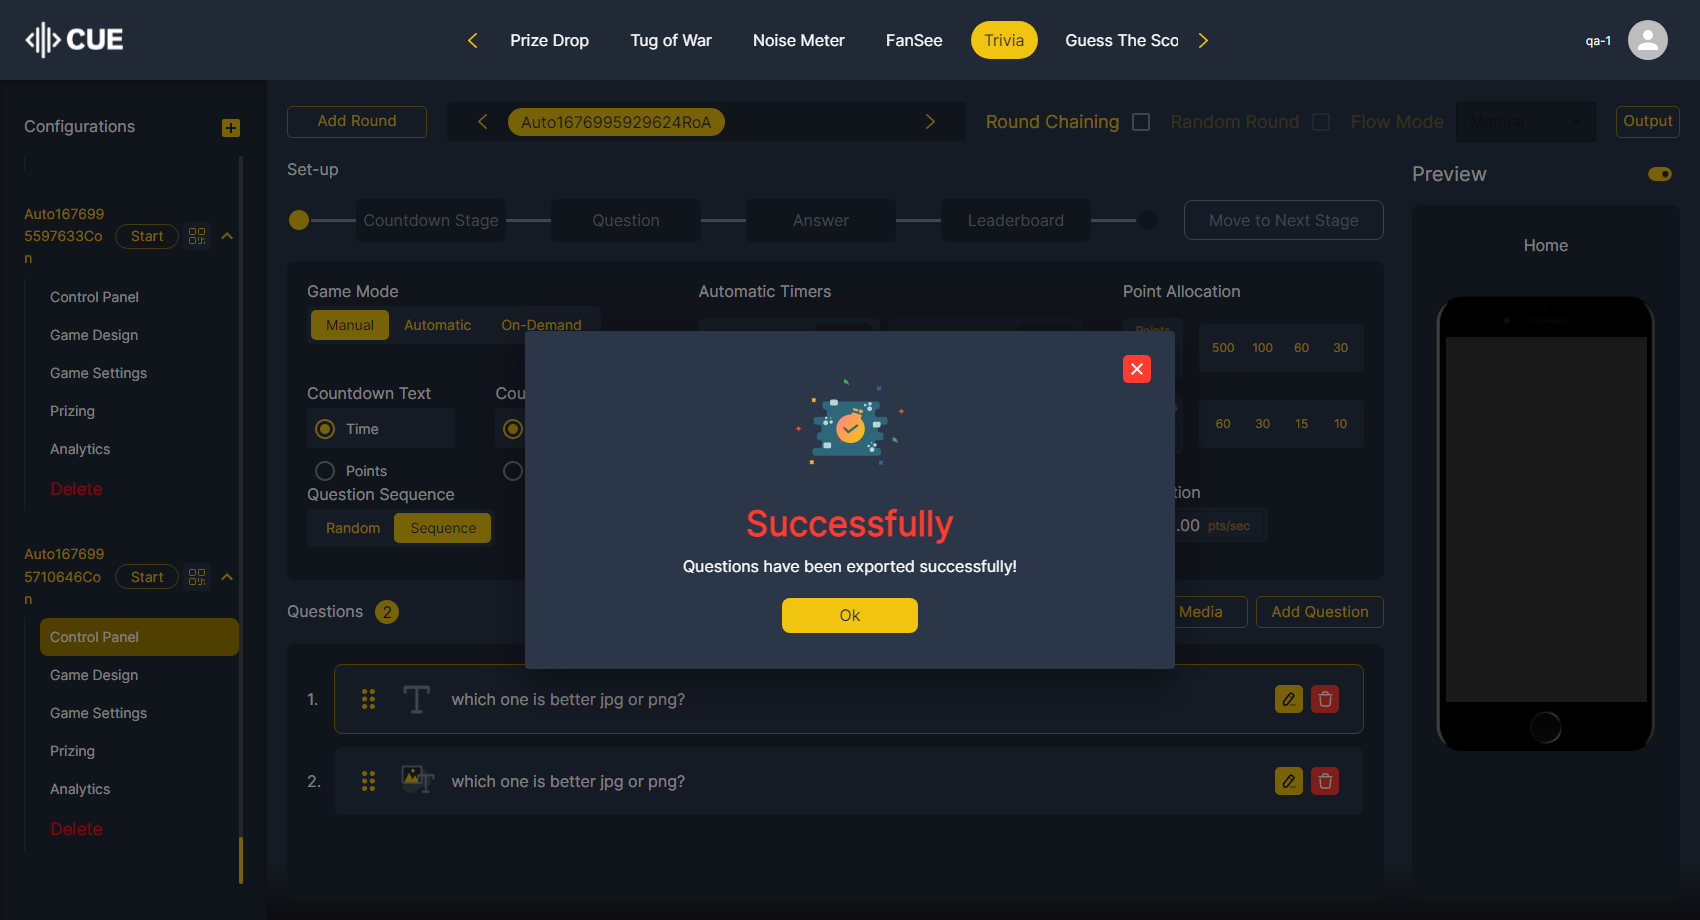 CUE
Prize Drop Tug of War Noise Meter FanSee Trivia Guess The Sco
qa-1
Configurations
Add Round
Auto1676995929624RoA
Round Chaining
Random Round
Flow Mode
Manual
Output
Set-up
Preview
Auto167699
5597633Co
n
Start
Control Panel
Game Design
Game Settings
Prizing
Analytics
Delete
Auto167699
5710646Co
n
Start
Control Panel
Game Design
Game Settings
Prizing
Analytics
Delete
Countdown Stage
Question
Answer
Leaderboard
Move to Next Stage
Home
Game Mode
Manual Automatic On-Demand
Automatic Timers
Point Allocation
Points
500 100 60 30
60 30 15 10
Countdown Text
Time
Points
Cou
Question Sequence
Random Sequence
tion
.00 pts/sec
Successfully
Questions have been exported successfully!
Ok
Questions 2
Media
Add Question
1. which one is better jpg or png?
2. which one is better jpg or png?